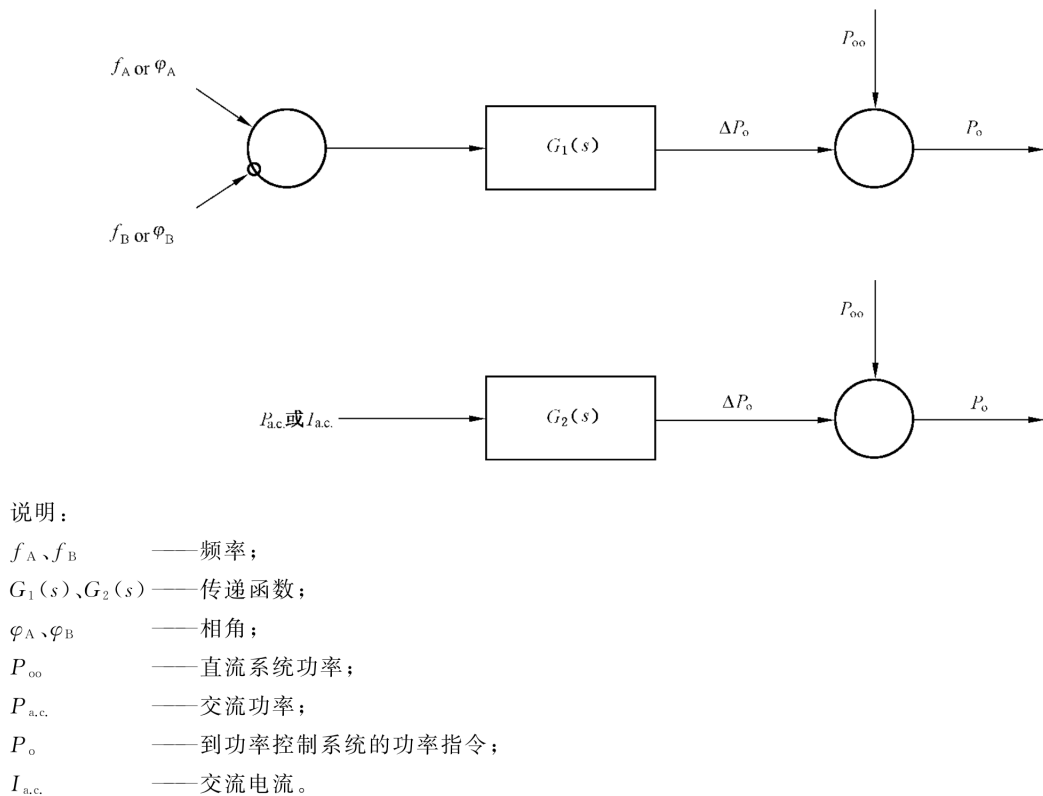 P_oo
f_A or φ_A
G_1(s)
ΔP_o
P_o
f_B or φ_B
P_oo
P_a.c.或I_a.c.
G_2(s)
ΔP_o
P_o
说明：
f_A、f_B ——频率；
G_1(s)、G_2(s)——传递函数；
φ_A、φ_B ——相角；
P_oo ——直流系统功率；
P_a.c. ——交流功率；
P_o ——到功率控制系统的功率指令；
I_a.c. ——交流电流。